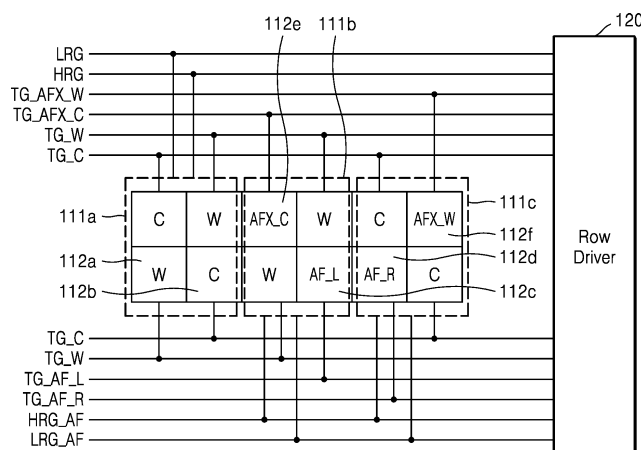 112e 111b 120
LRG
HRG
TG_AFX_W
TG_AFX_C
TG_W
TG_C
111a C W AFX_C W C AFX_W 111c
112f
Row
Driver
112a W C W AF_L AF_R C 112d
112b 112c
TG_C
TG_W
TG_AF_L
TG_AF_R
HRG_AF
LRG_AF